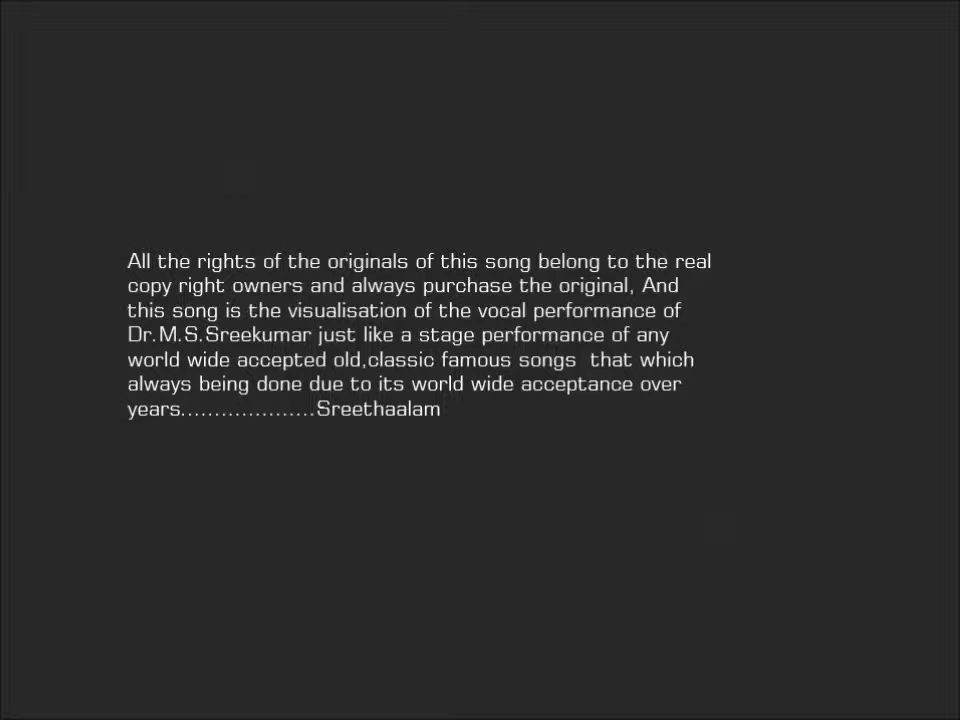 All the rights of the originals of this song belong to the real
copy right owners and always purchase the original, And
this song is the visualisation of the vocal performance of
Dr.M.S.Sreekumar just like a stage performance of any
world wide accepted old,classic famous songs  that which
always being done due to its world wide acceptance over
years....................Sreethaalam